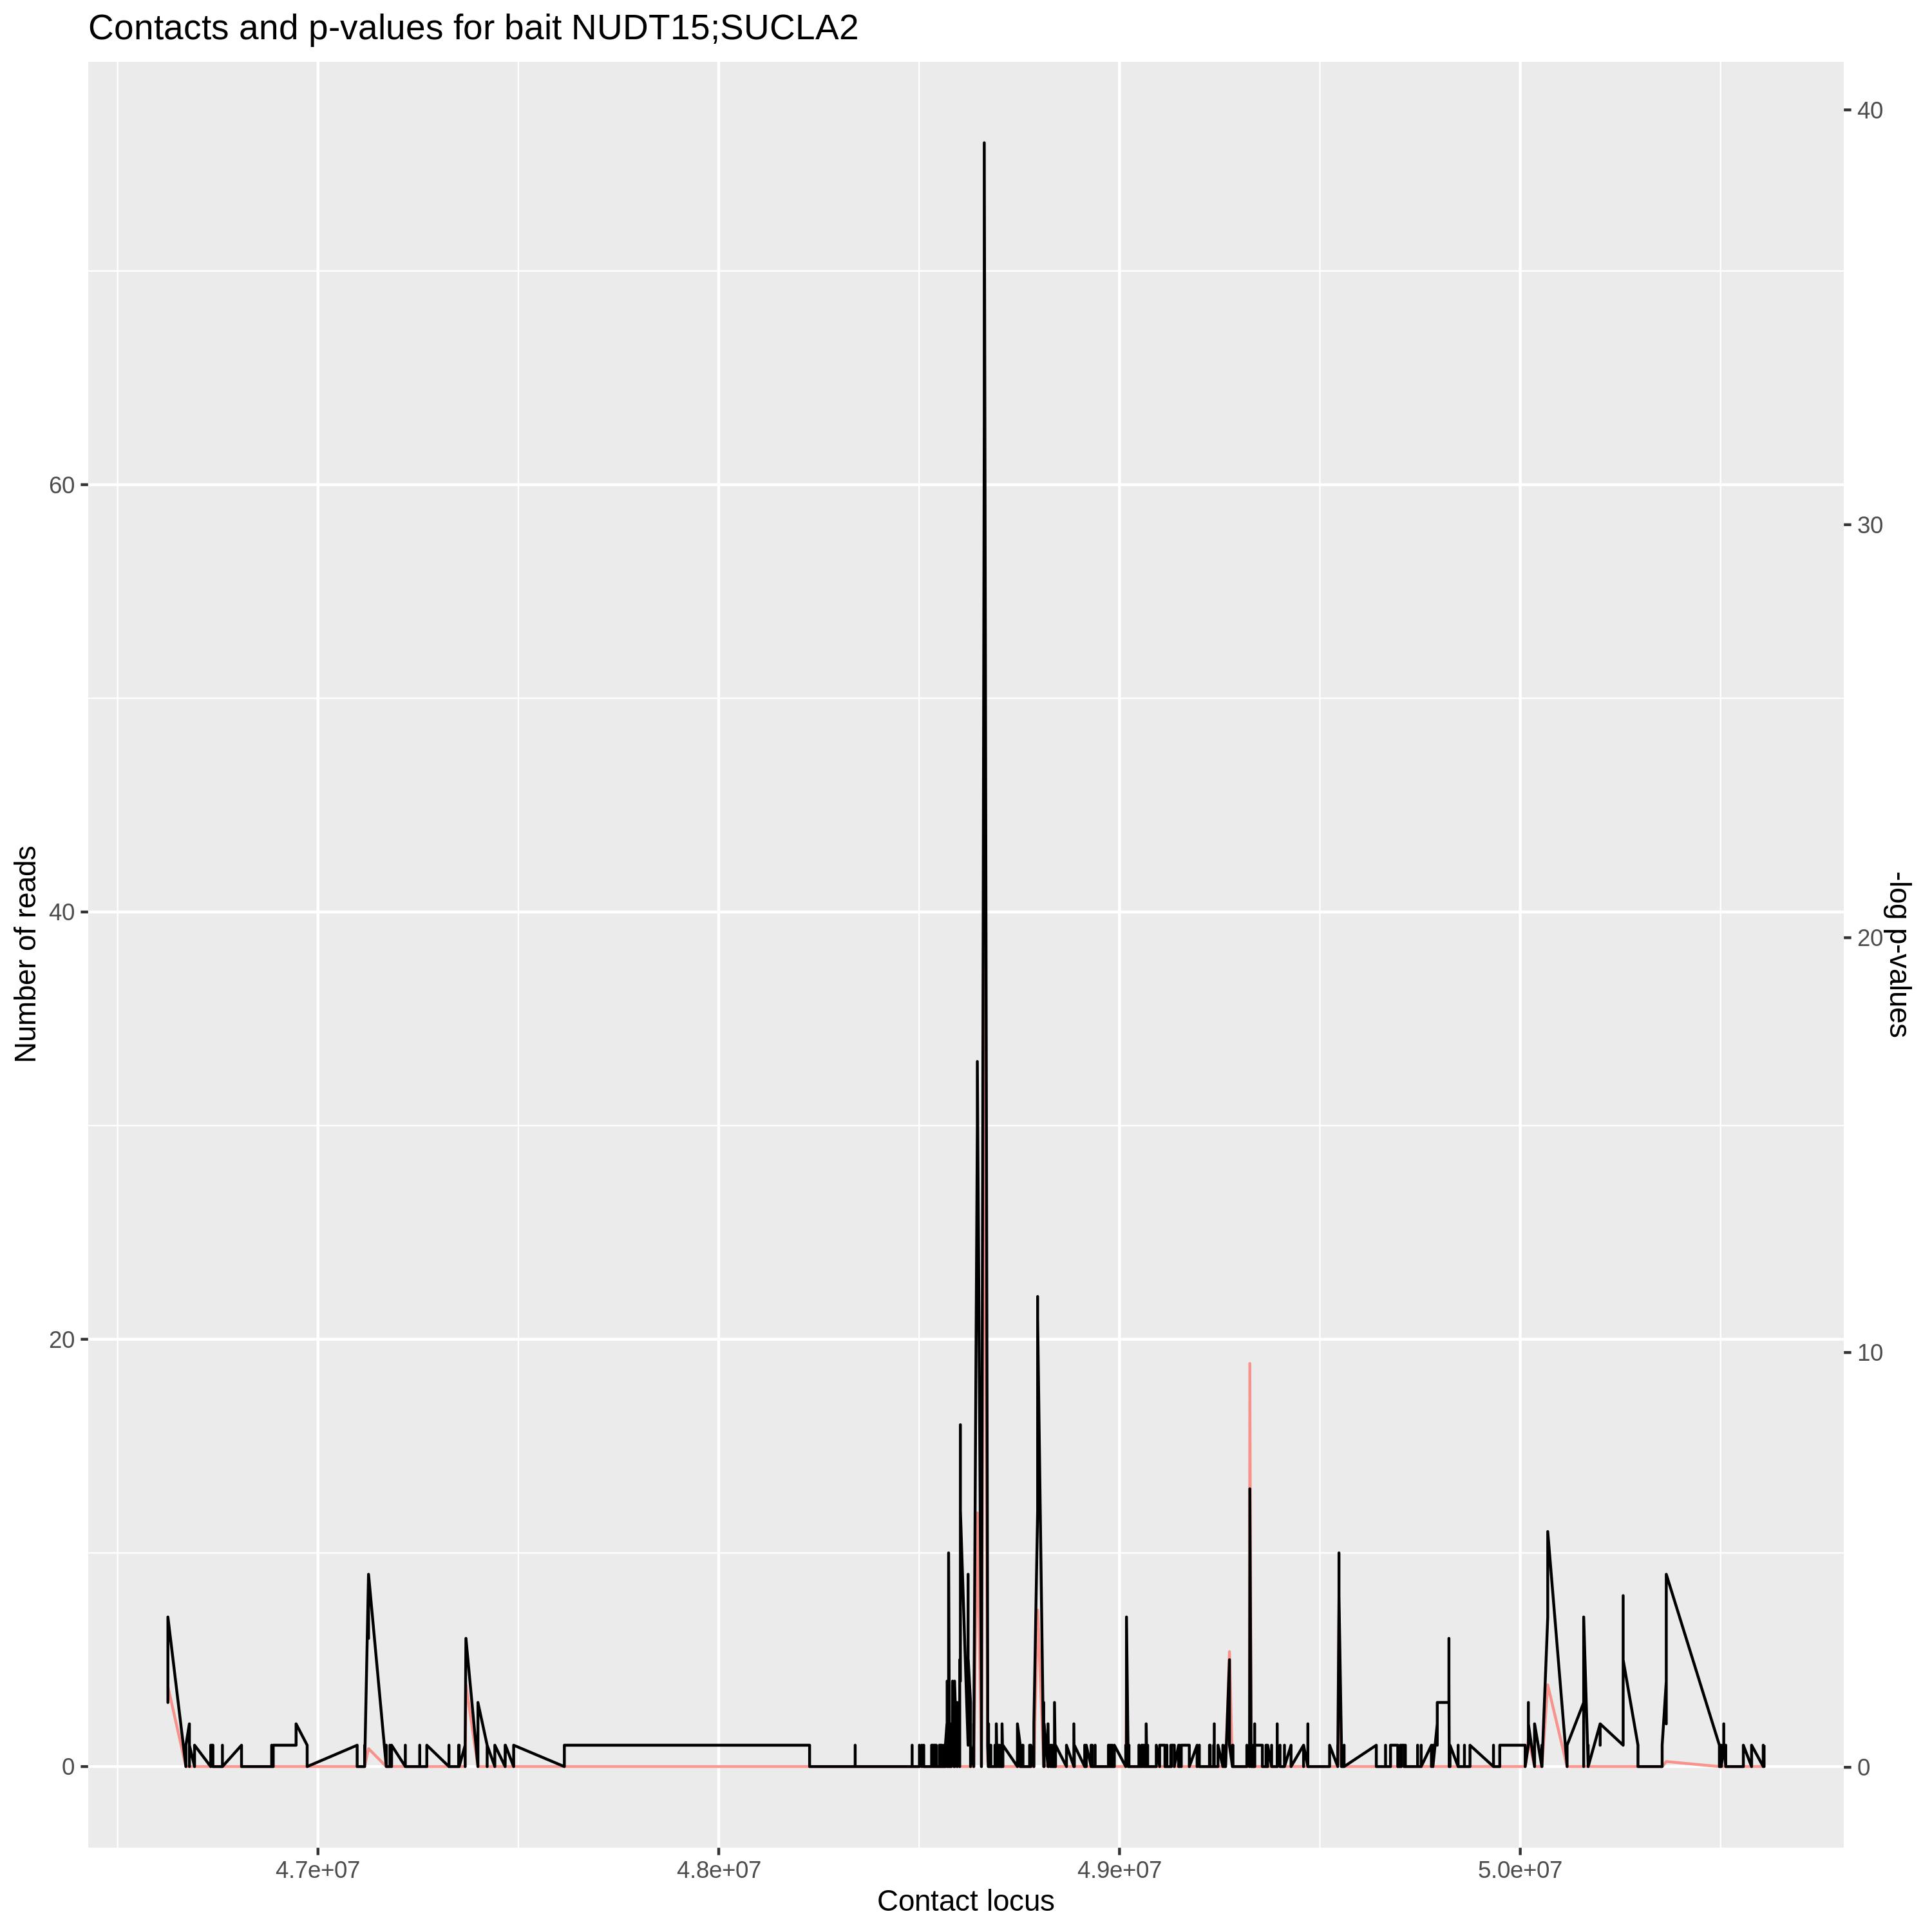 Contacts and p-values for bait NUDT15;SUCLA2
Number of reads
60
40
20
0
40
30
20
10
0
-log p-values
4.7e+07
4.8e+07
4.9e+07
5.0e+07
Contact locus